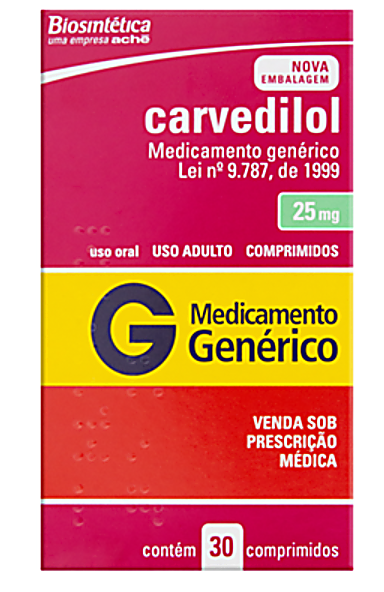 Biosintética
uma empresa achē
NOVA
EMBALAGEM
carvedilol
Medicamento genérico
Lei nº 9.787, de 1999
25 mg
uso oral USO ADULTO COMPRIMIDOS
G Medicamento
Genérico
VENDA SOB
PRESCRIÇÃO
MÉDICA
contém 30 comprimidos